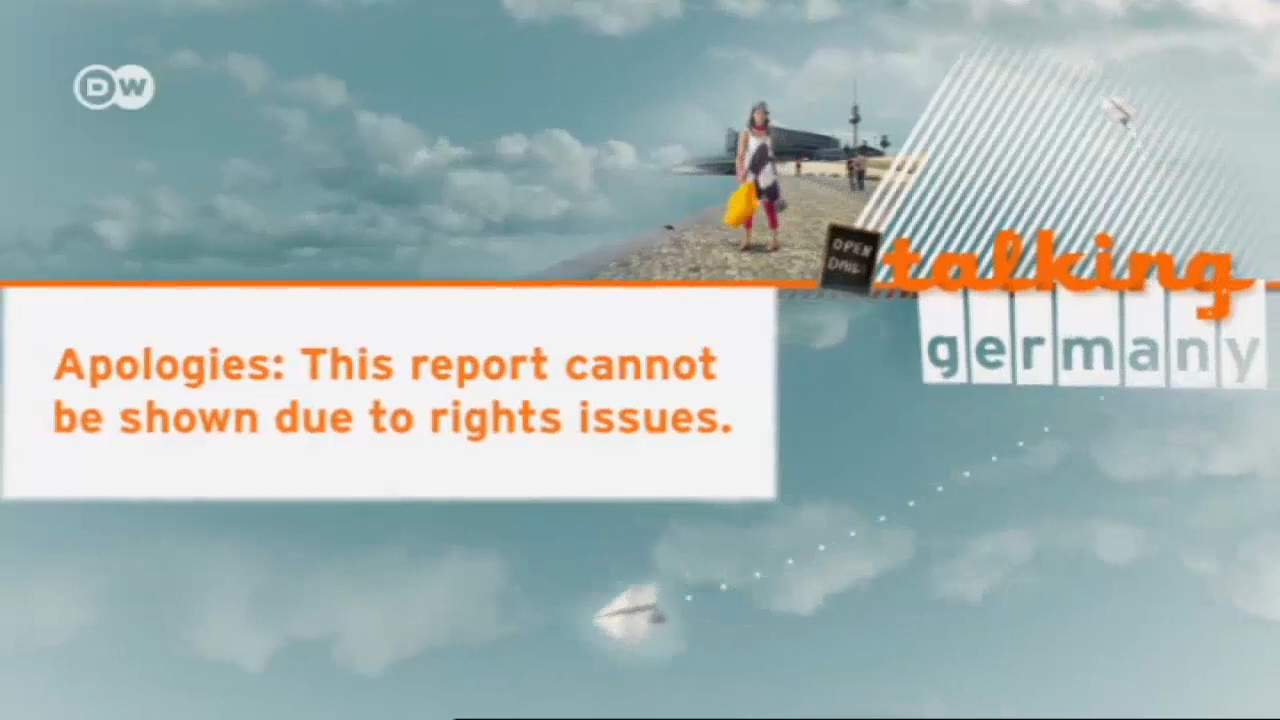 DW
OPEN
talking
germany
Apologies: This report cannot
be shown due to rights issues.